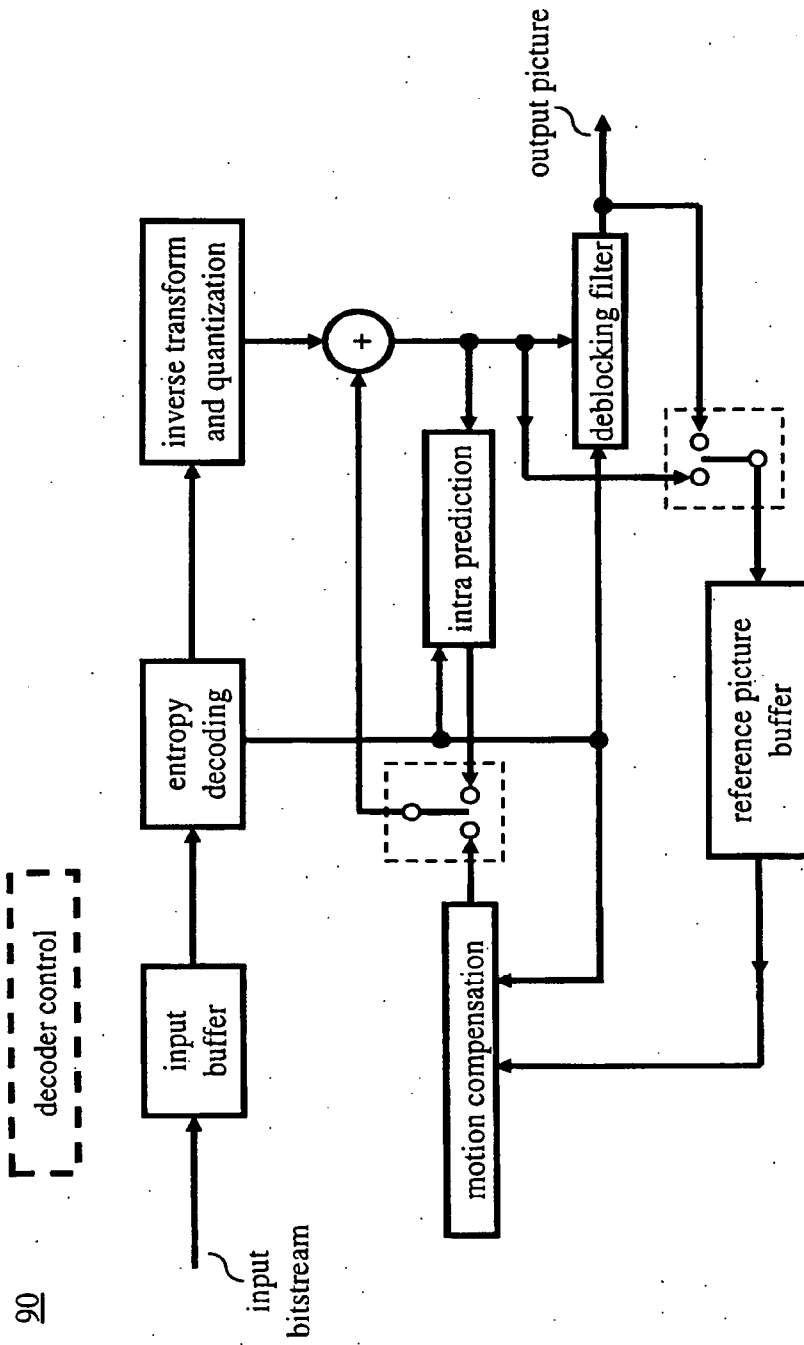 90
decoder control
input
bitstream
input
buffer
entropy
decoding
inverse transform
and quantization
+
motion compensation
intra prediction
deblocking filter
output picture
reference picture
buffer